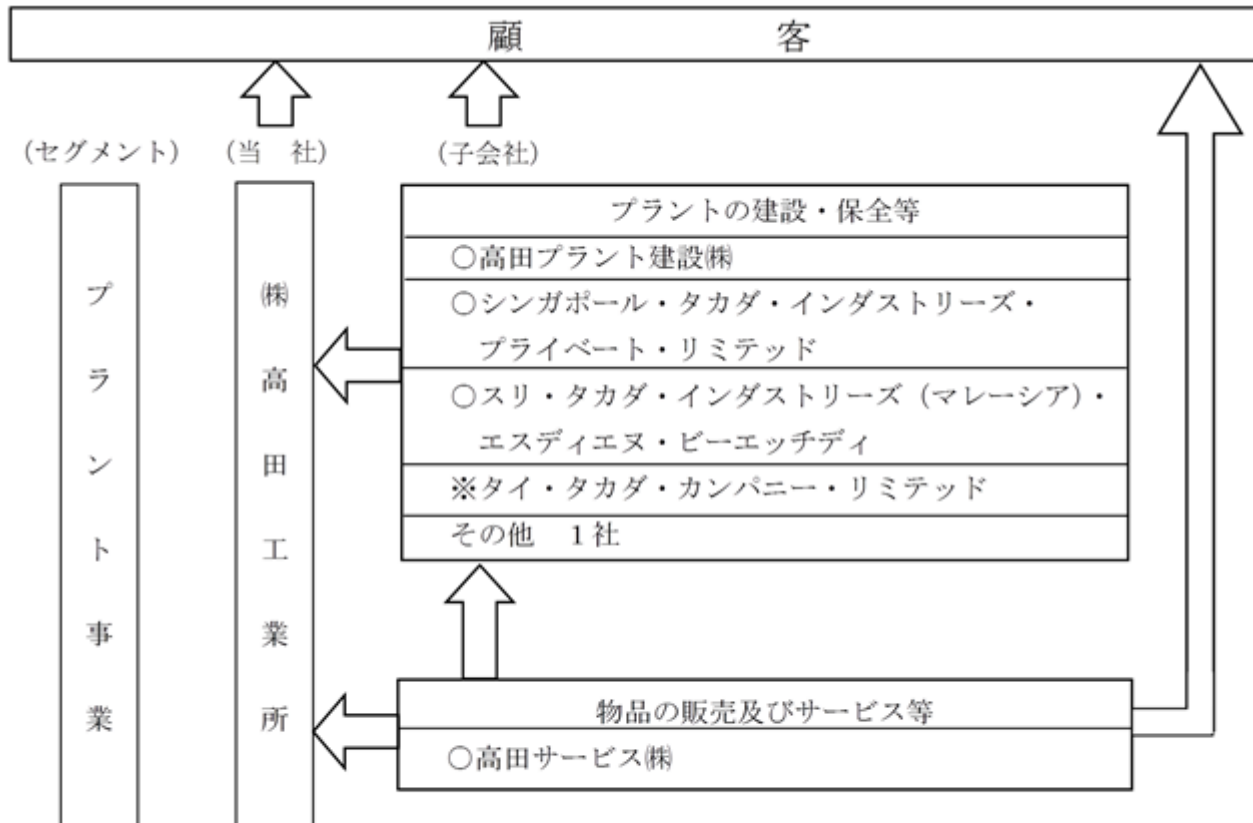 顧 客
(セグメント) (当 社) (子会社)
プラント事業
㈱高田工業所
プラントの建設・保全等
○高田プラント建設㈱
○シンガポール・タカダ・インダストリーズ・
プライベート・リミテッド
○スリ・タカダ・インダストリーズ (マレーシア)・
エスディエヌ・ビーエッチディ
※タイ・タカダ・カンパニー・リミテッド
その他 1社
物品の販売及びサービス等
○高田サービス㈱